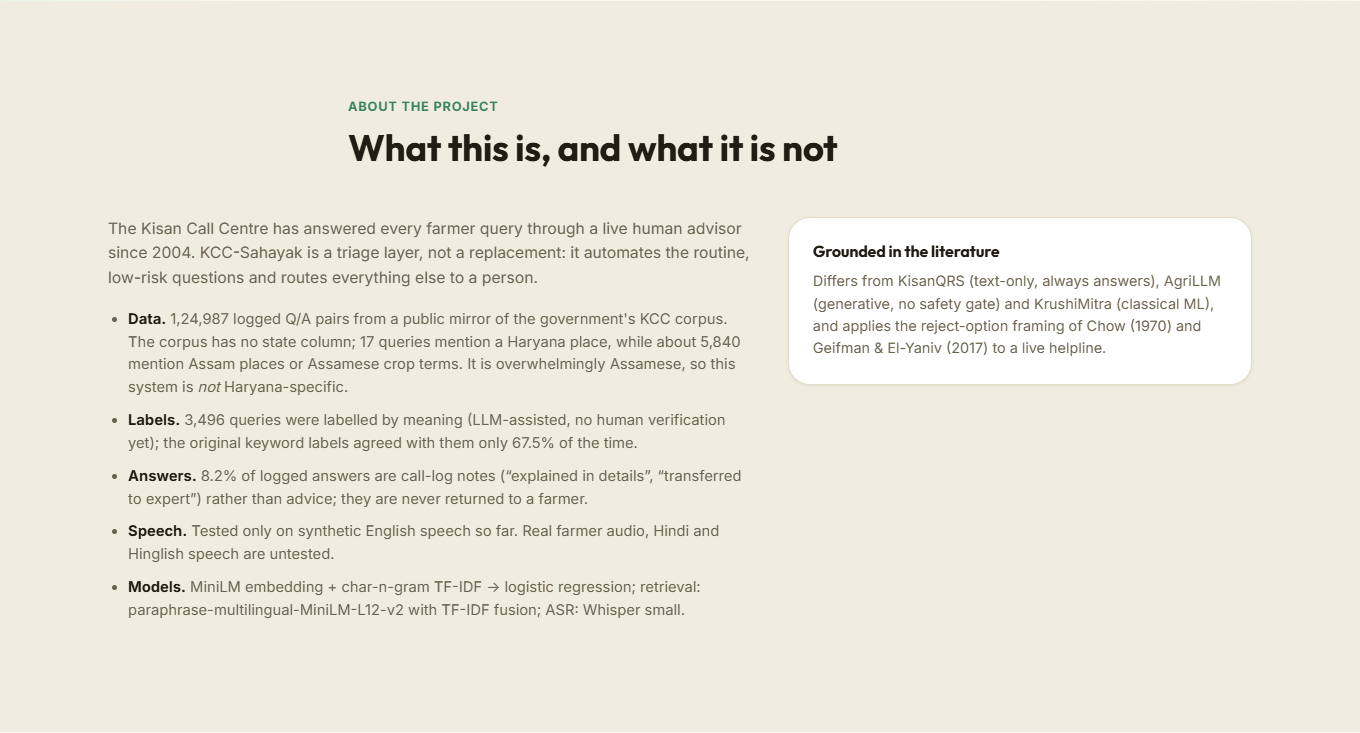 ABOUT THE PROJECT
What this is, and what it is not
The Kisan Call Centre has answered every farmer query through a live human advisor
since 2004. KCC-Sahayak is a triage layer, not a replacement: it automates the routine,
low-risk questions and routes everything else to a person.
• Data. 1,24,987 logged Q/A pairs from a public mirror of the government's KCC corpus.
The corpus has no state column; 17 queries mention a Haryana place, while about 5,840
mention Assam places or Assamese crop terms. It is overwhelmingly Assamese, so this
system is not Haryana-specific.
• Labels. 3,496 queries were labelled by meaning (LLM-assisted, no human verification
yet); the original keyword labels agreed with them only 67.5% of the time.
• Answers. 8.2% of logged answers are call-log notes (“explained in details”, “transferred
to expert”) rather than advice; they are never returned to a farmer.
• Speech. Tested only on synthetic English speech so far. Real farmer audio, Hindi and
Hinglish speech are untested.
• Models. MiniLM embedding + char-n-gram TF-IDF → logistic regression; retrieval:
paraphrase-multilingual-MiniLM-L12-v2 with TF-IDF fusion; ASR: Whisper small.
Grounded in the literature
Differs from KisanQRS (text-only, always answers), AgriLLM
(generative, no safety gate) and KrushiMitra (classical ML),
and applies the reject-option framing of Chow (1970) and
Geifman & El-Yaniv (2017) to a live helpline.